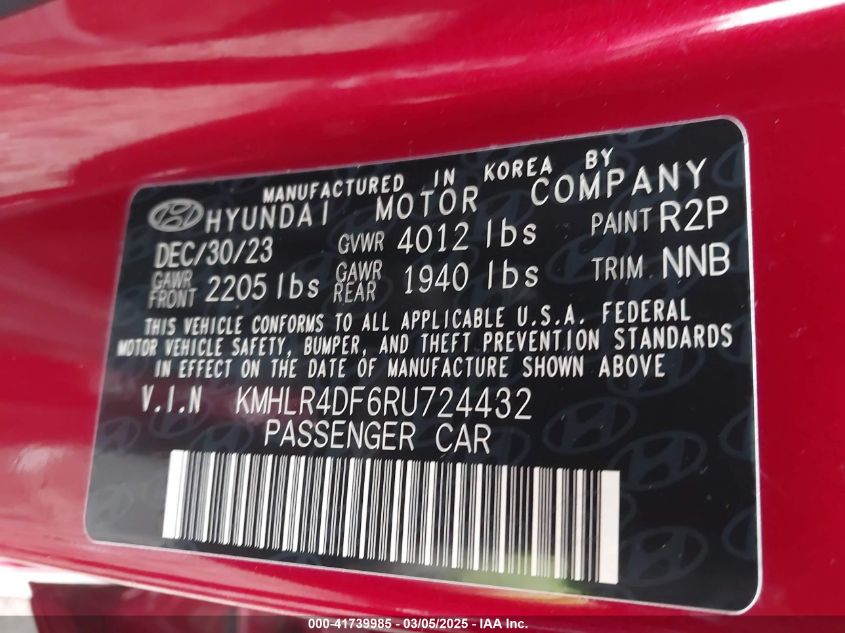 MANUFACTURED IN KOREA BY
HYUNDAI MOTOR COMPANY
DEC/30/23 GVWR 4012 lbs PAINT R2P
GAWR FRONT 2205 lbs GAWR REAR 1940 lbs TRIM NNB
THIS VEHICLE CONFORMS TO ALL APPLICABLE U.S.A. FEDERAL
MOTOR VEHICLE SAFETY, BUMPER, AND THEFT PREVENTION STANDARDS
IN EFFECT ON THE DATE OF MANUFACTURE SHOWN ABOVE
V.I.N KMHLR4DF6RU724432
PASSENGER CAR
000-41739985 - 03/05/2025 - IAA Inc.